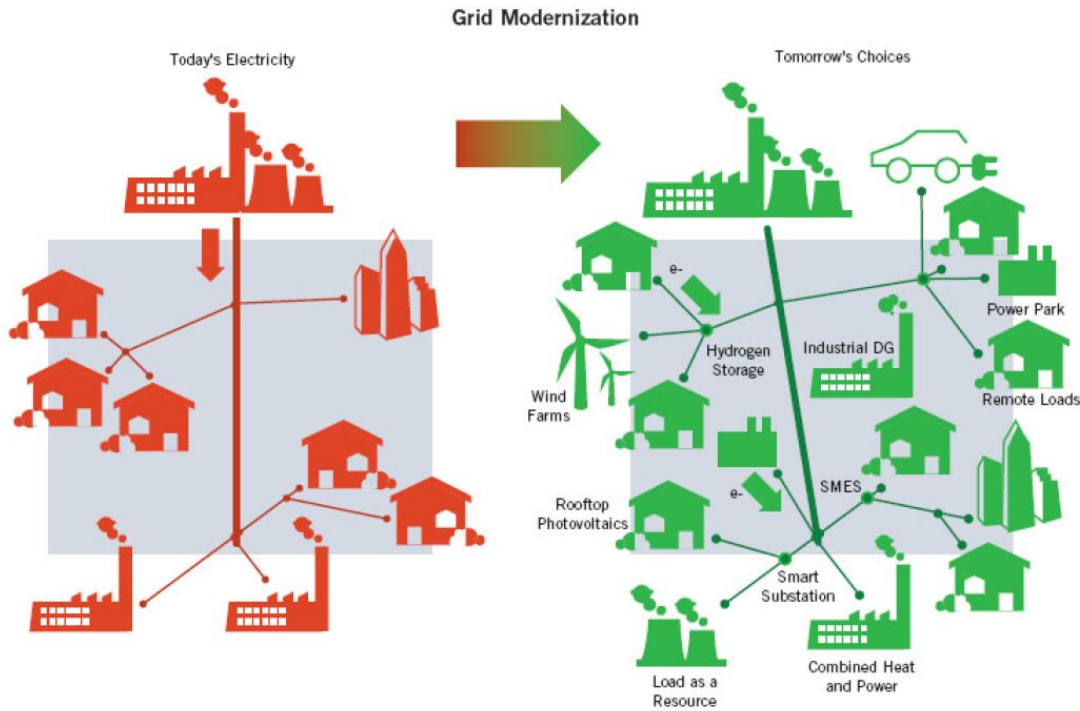 Grid Modernization
Today's Electricity
Tomorrow's Choices
e-
Power Park
Hydrogen
Storage
Industrial DG
Wind
Farms
Remote Loads
SMES
e-
Rooftop
Photovoltaics
Smart
Substation
Load as a
Resource
Combined Heat
and Power